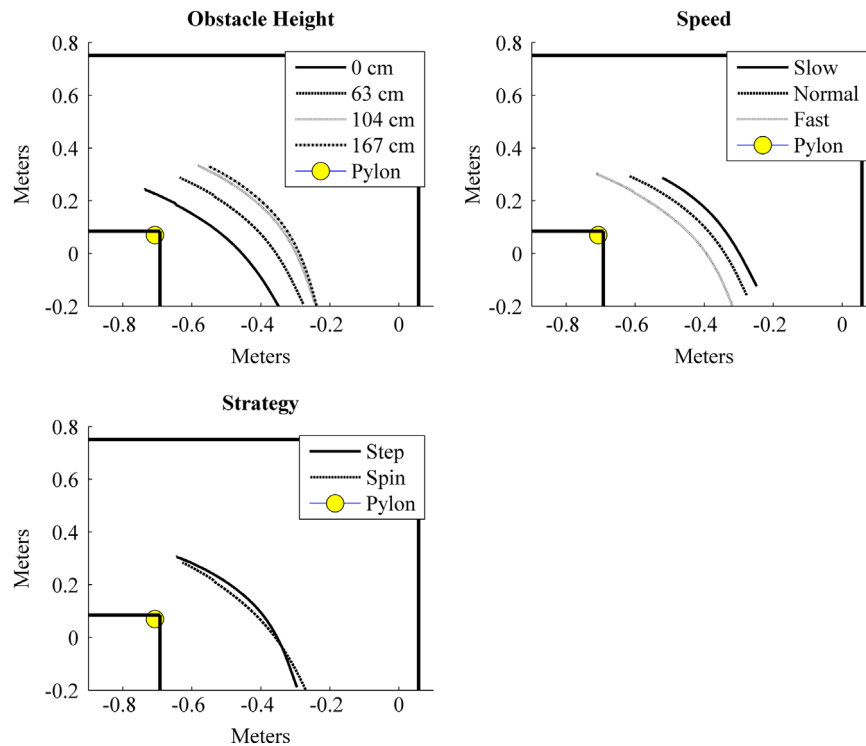 Obstacle Height
0.8
0.6
0.4
0.2
0
-0.2
Meters
-0.8
-0.6
-0.4
-0.2
0
Meters
0 cm
63 cm
104 cm
167 cm
Pylon
Speed
0.8
0.6
0.4
0.2
0
-0.2
Meters
-0.8
-0.6
-0.4
-0.2
0
Meters
Slow
Normal
Fast
Pylon
Strategy
0.8
0.6
0.4
0.2
0
-0.2
Meters
-0.8
-0.6
-0.4
-0.2
0
Meters
Step
Spin
Pylon